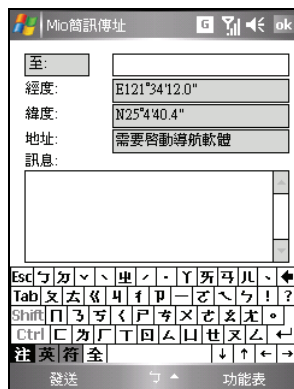 Mio簡訊傳址 G ok
至:
經度: E121°34'12.0"
緯度: N25°4'40.4"
地址: 需要啟動導航軟體
訊息:
Esc ㄅ ㄉ ˇ ˋ ㄓ ˊ ˙ ㄚ ㄞ ㄢ ㄦ 、
Tab ㄆ ㄊ ㄍ ㄐ ㄔ ㄗ ㄧ ㄛ ㄟ ㄣ ! ?
Shift ㄇ ㄋ ㄎ ㄑ ㄕ ㄘ ㄨ ㄜ ㄠ ㄤ 。
Ctrl ㄈ ㄏ ㄏ ㄒ ㄖ ㄙ ㄩ ㄝ ㄡ ㄥ ↵
注 英 符 全 ↓ ↑ ← →
發送 ㄅ 功能表